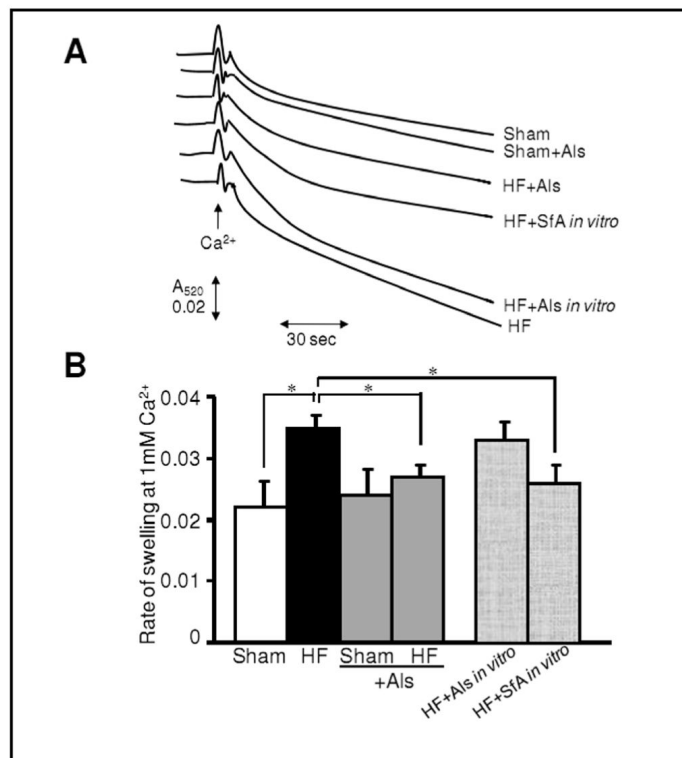 A
Sham
Sham+Als
HF+Als
HF+SfA in vitro
Ca²⁺
HF+Als in vitro
HF
A₅₂₀
0.02
30 sec
B
* * *
Rate of swelling at 1mM Ca²⁺
0.04
0.03
0.02
0.01
0
Sham HF Sham HF
+Als
HF+Als in vitro
HF+SfA in vitro